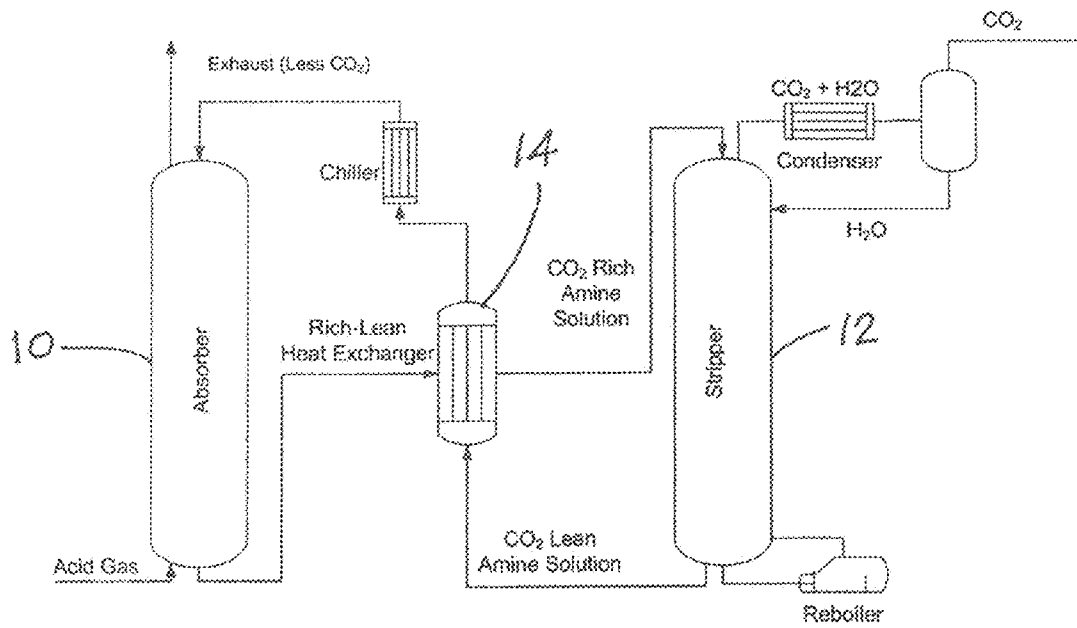 CO₂
Exhaust (Less CO₂)
CO₂ + H2O
14
Chiller
Condenser
H₂O
CO₂ Rich
Amine
Solution
10
Rich-Lean
Heat Exchanger
12
Absorber
Stripper
CO₂ Lean
Amine Solution
Acid Gas
Reboiler